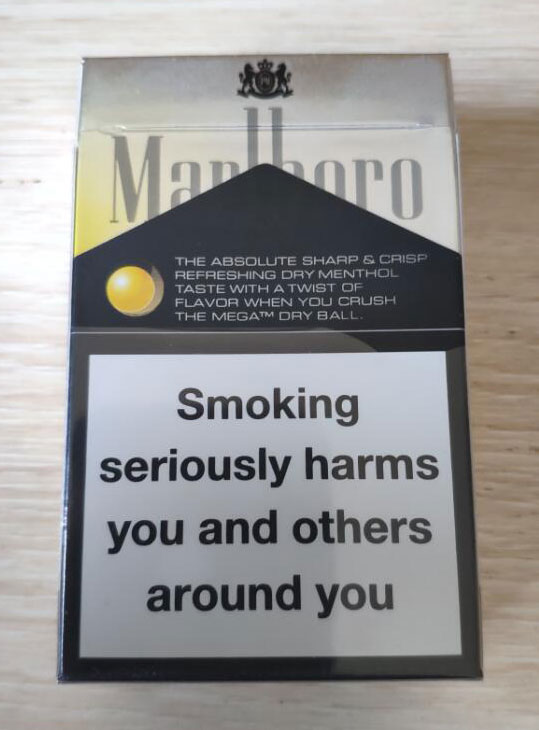 Marlboro
THE ABSOLUTE SHARP & CRISP
REFRESHING DRY MENTHOL
TASTE WITH A TWIST OF
FLAVOR WHEN YOU CRUSH
THE MEGA™ DRY BALL.
Smoking
seriously harms
you and others
around you